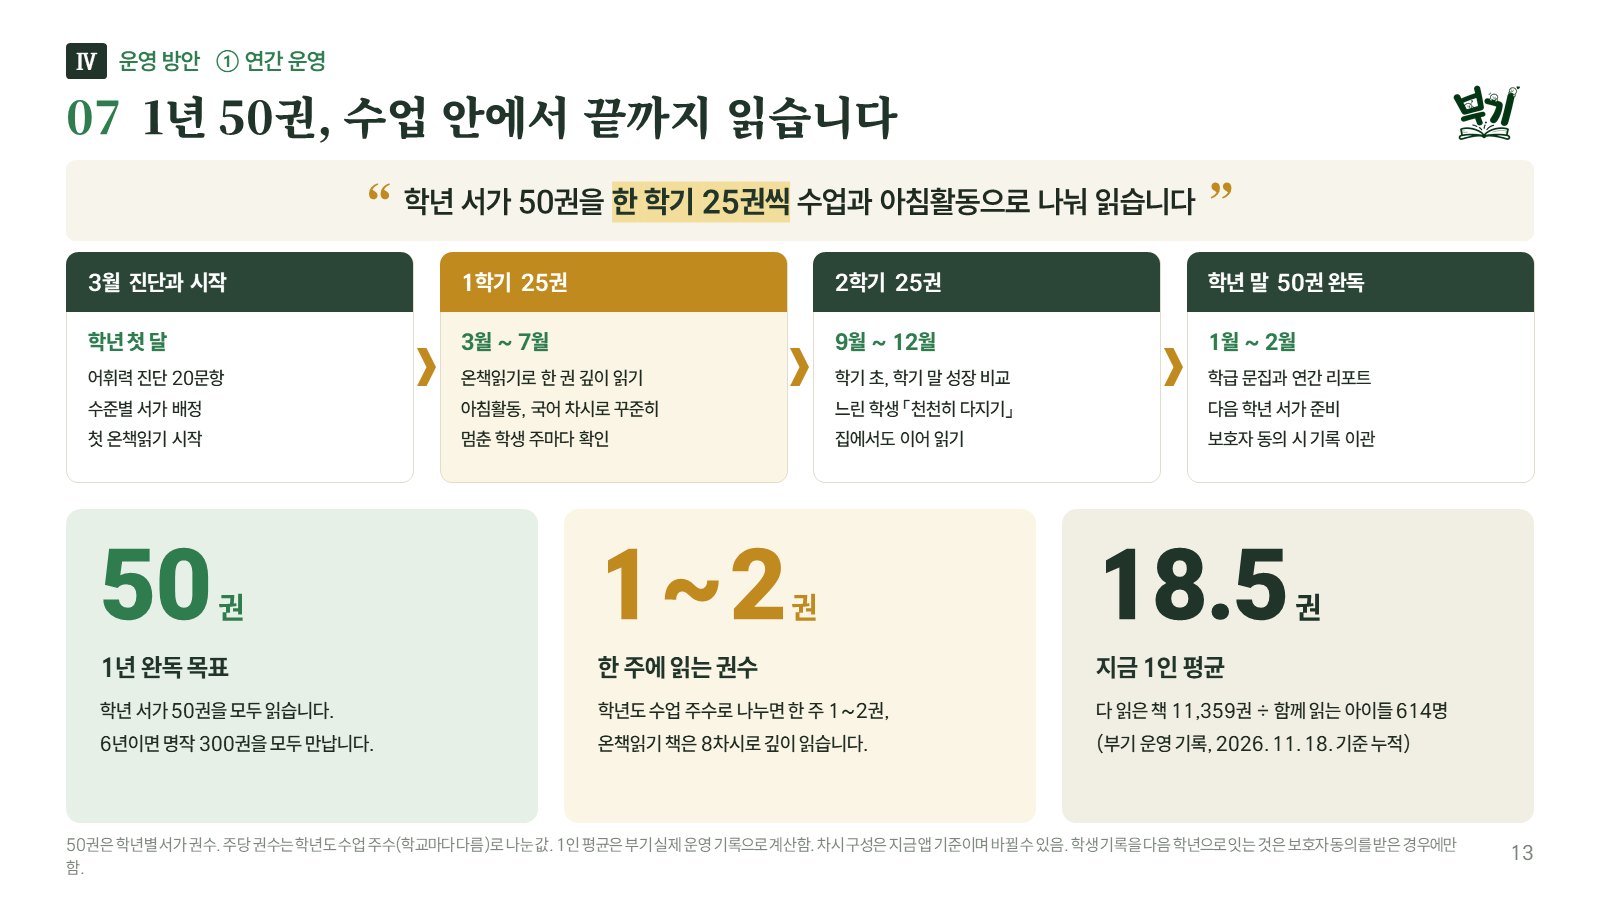 Ⅳ 운영 방안 ① 연간 운영
07 1년 50권, 수업 안에서 끝까지 읽습니다
부기
“ 학년 서가 50권을 한 학기 25권씩 수업과 아침활동으로 나눠 읽습니다 ”
3월 진단과 시작
학년 첫 달
어휘력 진단 20문항
수준별 서가 배정
첫 온책읽기 시작
❯
1학기 25권
3월 ~ 7월
온책읽기로 한 권 깊이 읽기
아침활동, 국어 차시로 꾸준히
멈춘 학생 주마다 확인
❯
2학기 25권
9월 ~ 12월
학기 초, 학기 말 성장 비교
느린 학생 「천천히 다지기」
집에서도 이어 읽기
❯
학년 말 50권 완독
1월 ~ 2월
학급 문집과 연간 리포트
다음 학년 서가 준비
보호자 동의 시 기록 이관
50권
1년 완독 목표
학년 서가 50권을 모두 읽습니다.
6년이면 명작 300권을 모두 만납니다.
1~2권
한 주에 읽는 권수
학년도 수업 주수로 나누면 한 주 1~2권,
온책읽기 책은 8차시로 깊이 읽습니다.
18.5권
지금 1인 평균
다 읽은 책 11,359권 ÷ 함께 읽는 아이들 614명
(부기 운영 기록, 2026. 11. 18. 기준 누적)
50권은 학년별 서가 권수. 주당 권수는 학년도 수업 주수(학교마다 다름)로 나눈 값. 1인 평균은 부기 실제 운영 기록으로 계산함. 차시 구성은 지금 앱 기준이며 바뀔 수 있음. 학생 기록을 다음 학년으로 잇는 것은 보호자 동의를 받은 경우에만
함.
13